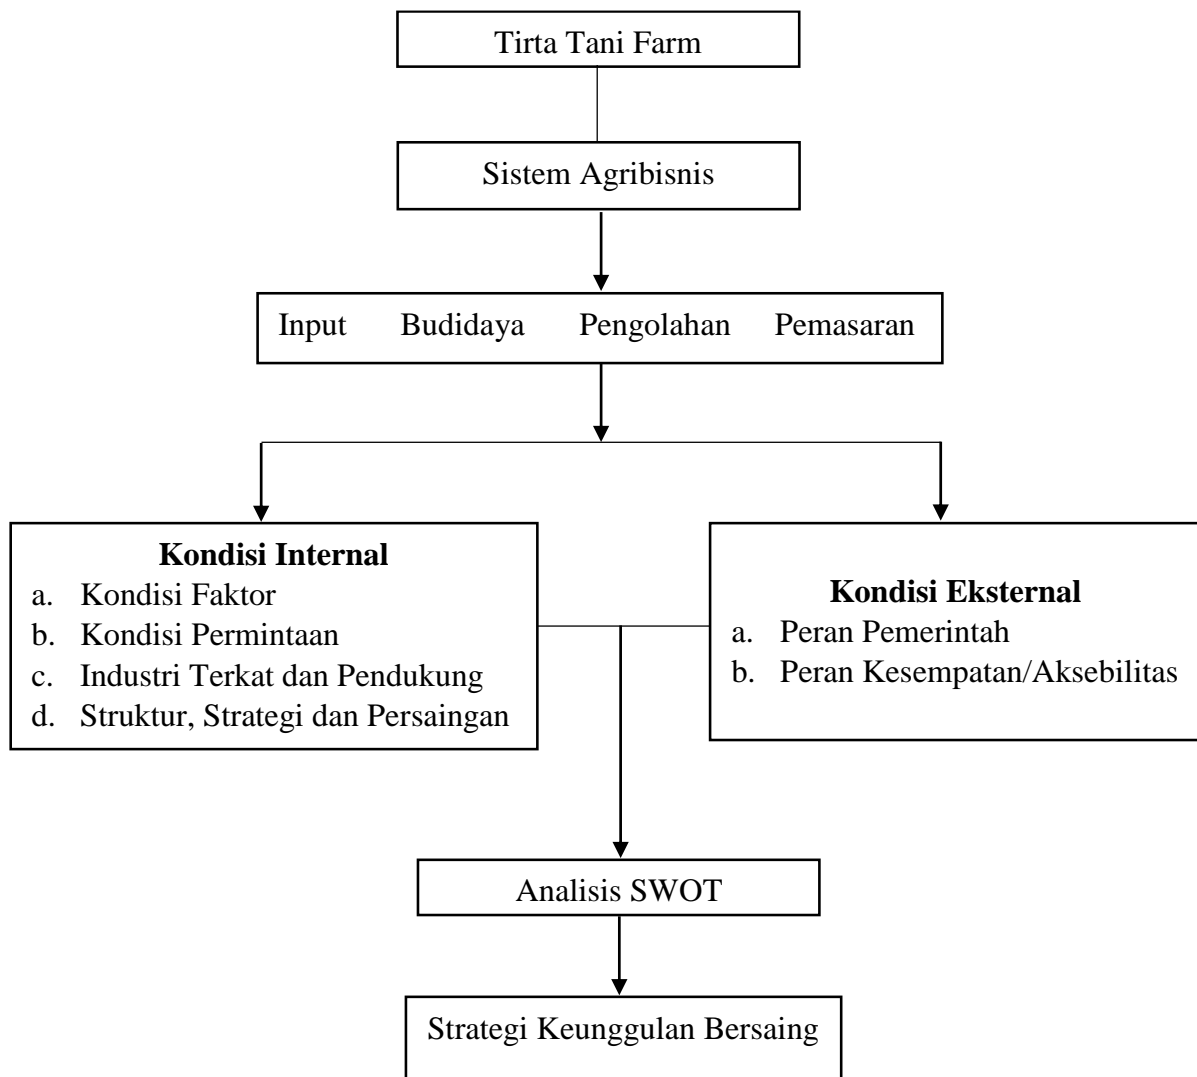 Tirta Tani Farm
Sistem Agribisnis
Input Budidaya Pengolahan Pemasaran
Kondisi Internal
a. Kondisi Faktor
b. Kondisi Permintaan
c. Industri Terkat dan Pendukung
d. Struktur, Strategi dan Persaingan
Kondisi Eksternal
a. Peran Pemerintah
b. Peran Kesempatan/Aksebilitas
Analisis SWOT
Strategi Keunggulan Bersaing